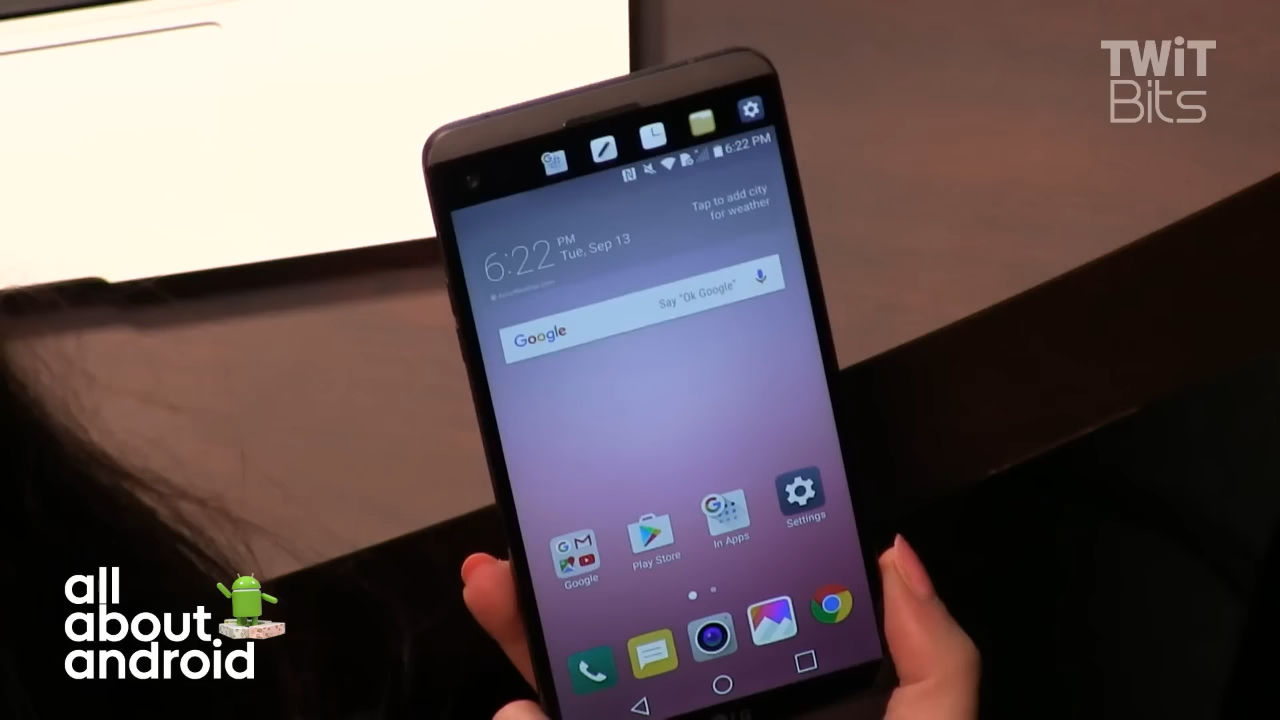 TWiT
Bits
6:22 PM
Tap to add city
for weather
6:22 PM
Tue, Sep 13
Google
Say "Ok Google"
Google
Play Store
In Apps
Settings
all
about
android